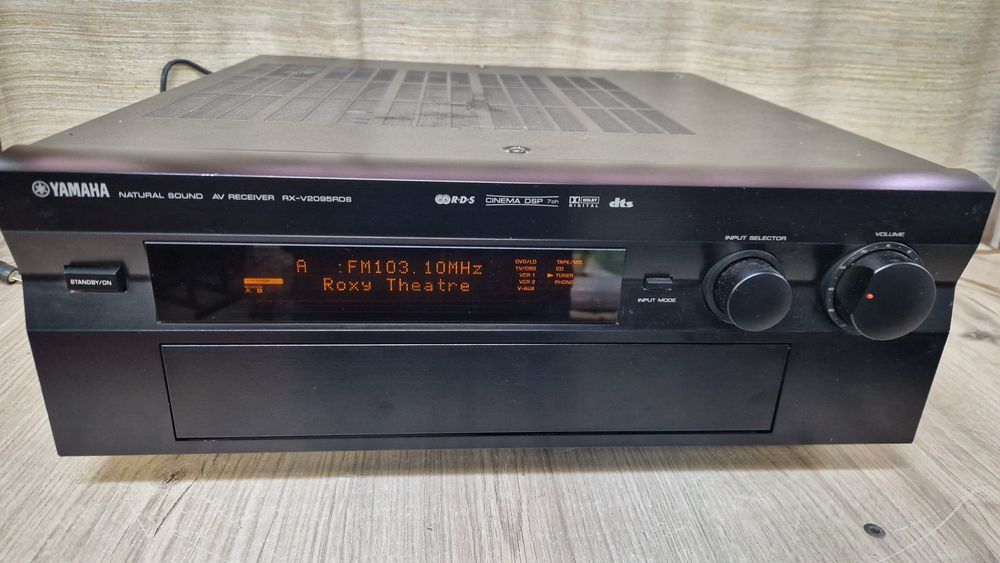 YAMAHA NATURAL SOUND AV RECEIVER RX-V2095RDS
R·D·S CINEMA DSP 7ch DOLBY DIGITAL dts
STANDBY/ON
A :FM103.10MHz
Roxy Theatre
A B
DVD/LD TAPE/MD
TV/DBS CD
VCR 1 ▶ TUNER
VCR 2 PHONO
V-AUX
INPUT MODE
INPUT SELECTOR
VOLUME